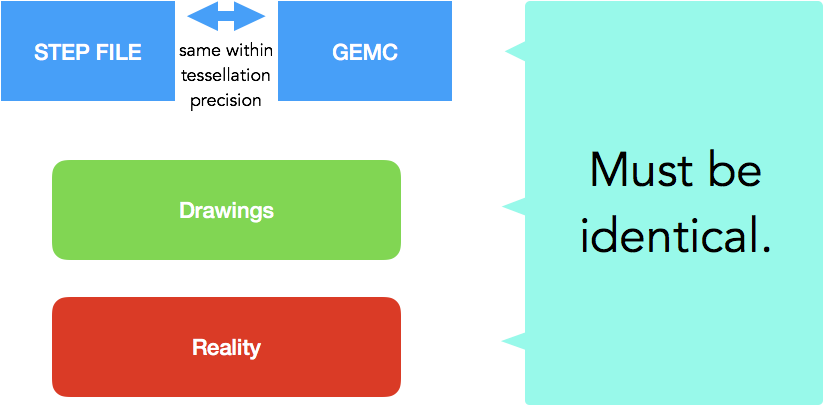 STEP FILE
same within
tessellation
precision
GEMC
Drawings
Reality
Must be
identical.